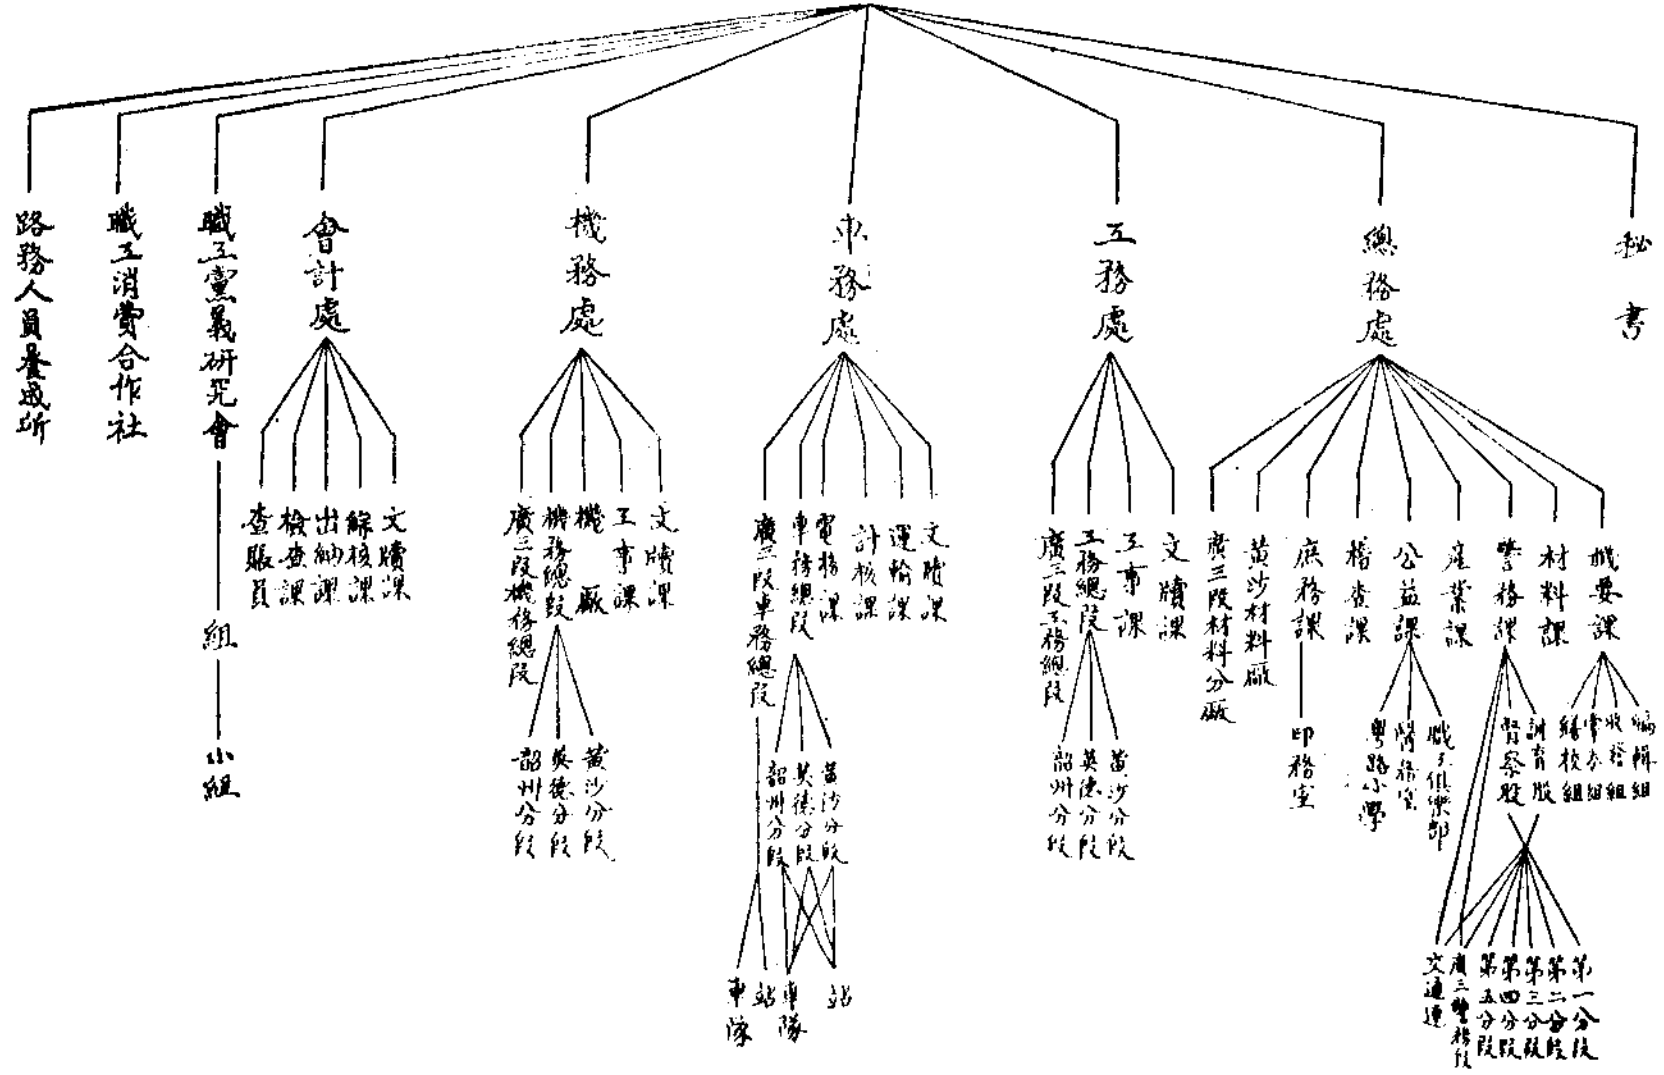 秘書
總務處
工務處
車務處
機務處
會計處
職工黨義研究會
職工消費合作社
路務人員養成所
機要課
材料課
警務課
產業課
公益課
稽查課
庶務課
黃沙材料廠
廣三段材料分廠
文牘課
工事課
工務總段
廣三段工務總段
文牘課
運輸課
計核課
電務課
車務總段
廣三段車務總段
文牘課
工事課
機廠
機務總段
廣三段機務總段
文牘課
綜核課
出納課
檢查課
查賬員
組
小組
編輯組
收發組
繕校組
訓育股
督察股
職工俱樂部
醫務室
粵路小學
印務室
黃沙分段
英德分段
韶州分段
黃沙分段
英德分段
韶州分段
黃沙分段
英德分段
韶州分段
第一分段
第二分段
第三分段
第四分段
第五分段
廣三警務段
交通連
站
車隊
站
車隊